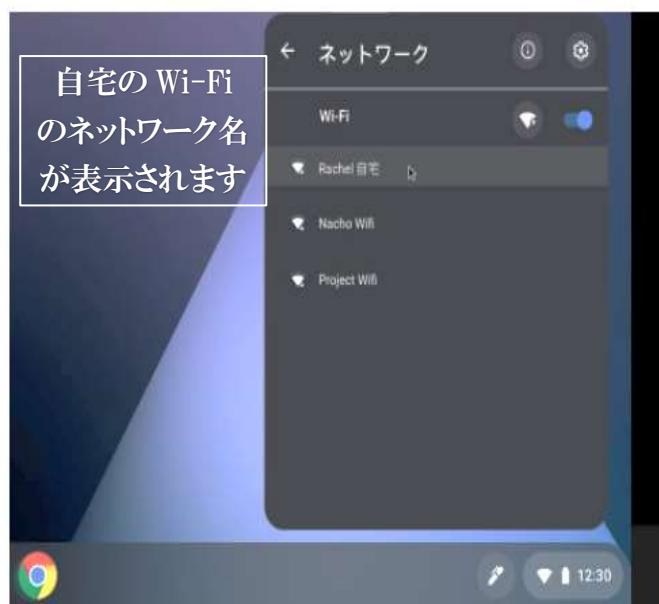 自宅の Wi-Fi
のネットワーク名
が表示されます
ネットワーク
Wi-Fi
Rachel 自宅
Nacho Wifi
Project Wifi
12:30